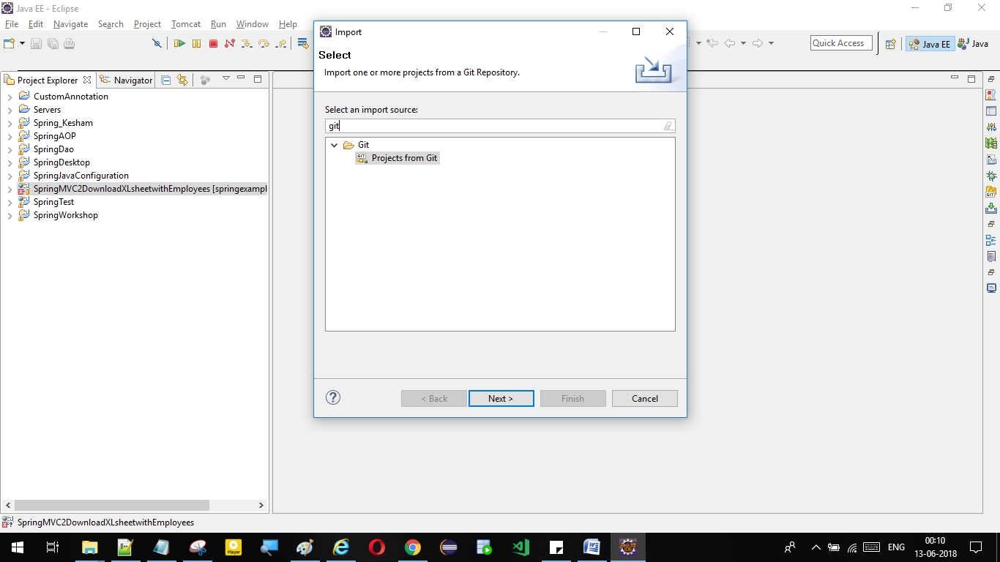 Java EE - Eclipse
File Edit Navigate Search Project Tomcat Run Window Help
Quick Access
Java EE
Java
Project Explorer
Navigator
CustomAnnotation
Servers
Spring_Kesham
SpringAOP
SpringDao
SpringDesktop
SpringJavaConfiguration
SpringMVC2DownloadXLsheetwithEmployees [springexampl
SpringTest
SpringWorkshop
Import
Select
Import one or more projects from a Git Repository.
Select an import source:
git
Git
GIT
Projects from Git
?
< Back
Next >
Finish
Cancel
GIT
SpringMVC2DownloadXLsheetwithEmployees
Player
ENG
00:10
13-06-2018